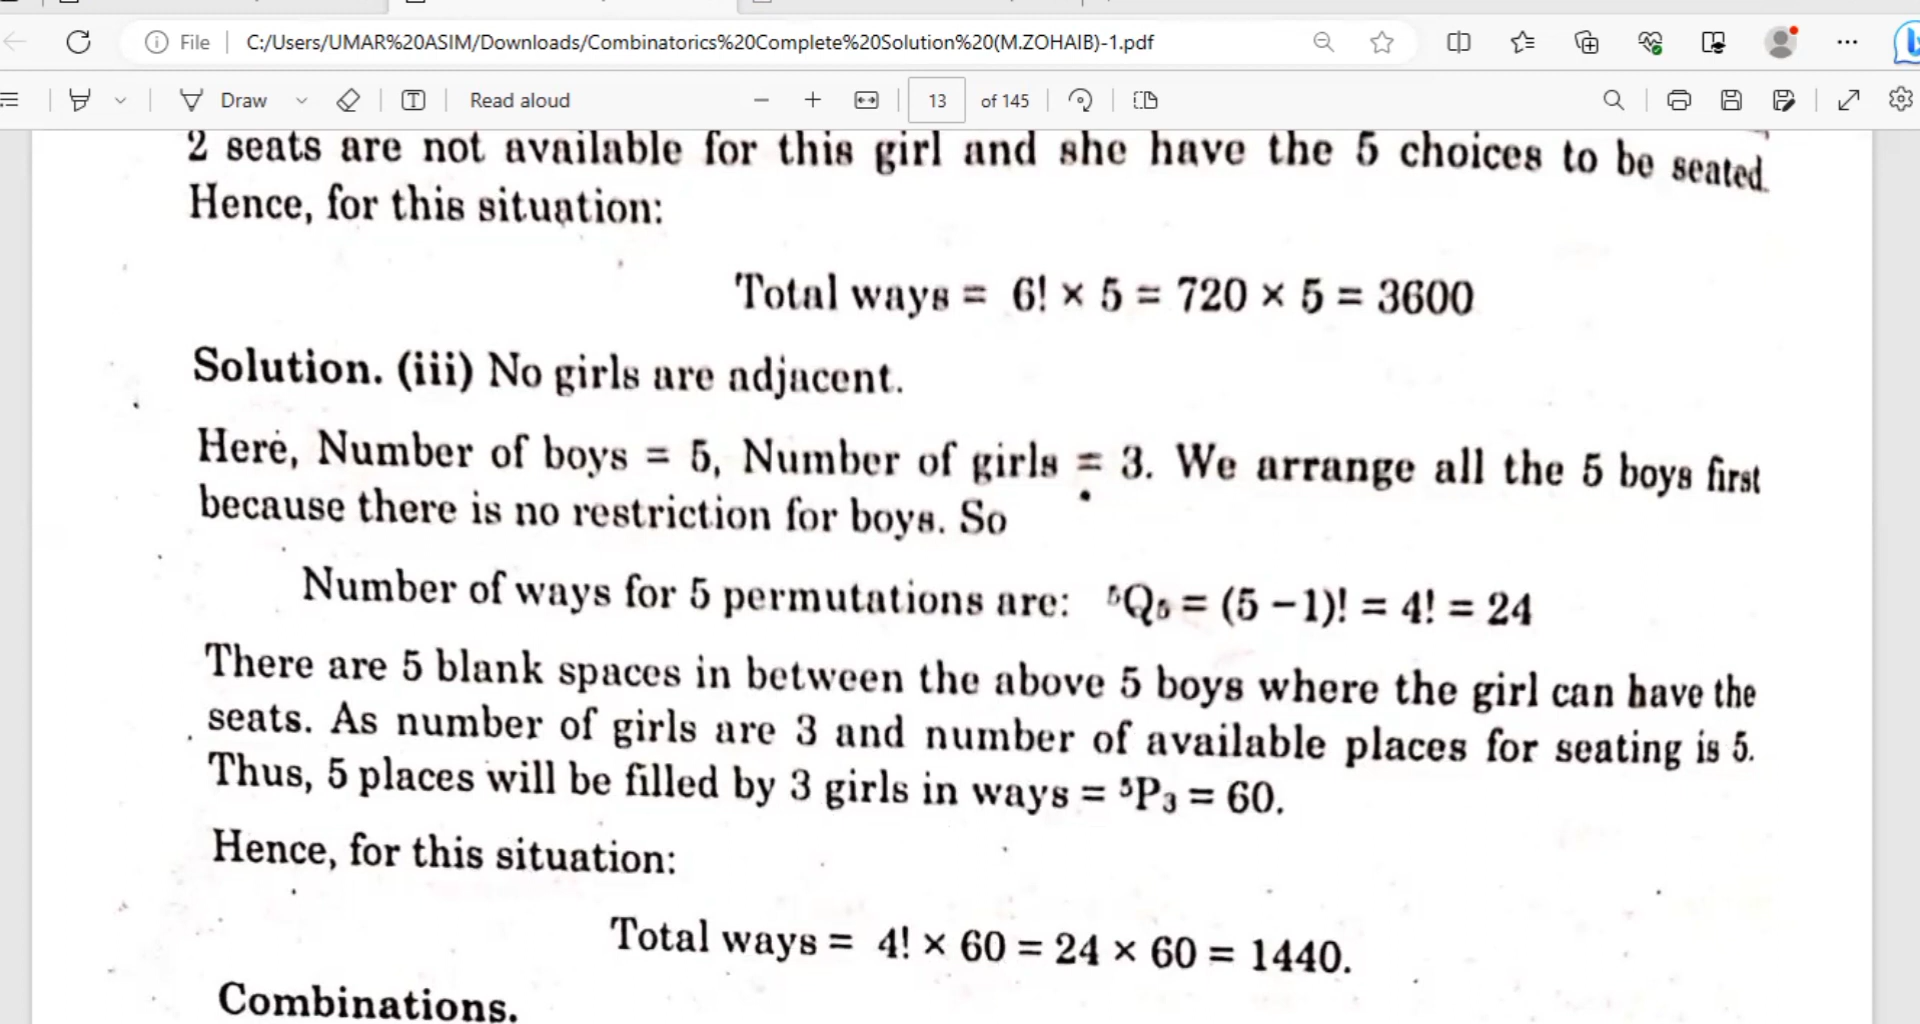 File C:/Users/UMAR%20ASIM/Downloads/Combinatorics%20Complete%20Solution%20(M.ZOHAIB)-1.pdf
Draw Read aloud 13 of 145
2 seats are not available for this girl and she have the 5 choices to be seated.
Hence, for this situation:
Total ways = 6! × 5 = 720 × 5 = 3600
Solution. (iii) No girls are adjacent.
Here, Number of boys = 5, Number of girls = 3. We arrange all the 5 boys first
because there is no restriction for boys. So
Number of ways for 5 permutations are: ⁵Q₅ = (5 – 1)! = 4! = 24
There are 5 blank spaces in between the above 5 boys where the girl can have the
seats. As number of girls are 3 and number of available places for seating is 5.
Thus, 5 places will be filled by 3 girls in ways = ⁵P₃ = 60.
Hence, for this situation:
Total ways = 4! × 60 = 24 × 60 = 1440.
Combinations.